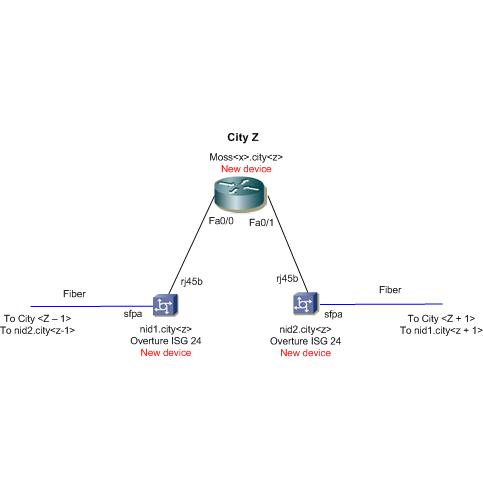 City Z
Moss<x>.city<z>
New device
Fa0/0
Fa0/1
rj45b
rj45b
Fiber
Fiber
sfpa
sfpa
To City <Z – 1>
To nid2.city<z-1>
nid1.city<z>
Overture ISG 24
New device
nid2.city<z>
Overture ISG 24
New device
To City <Z + 1>
To nid1.city<z + 1>